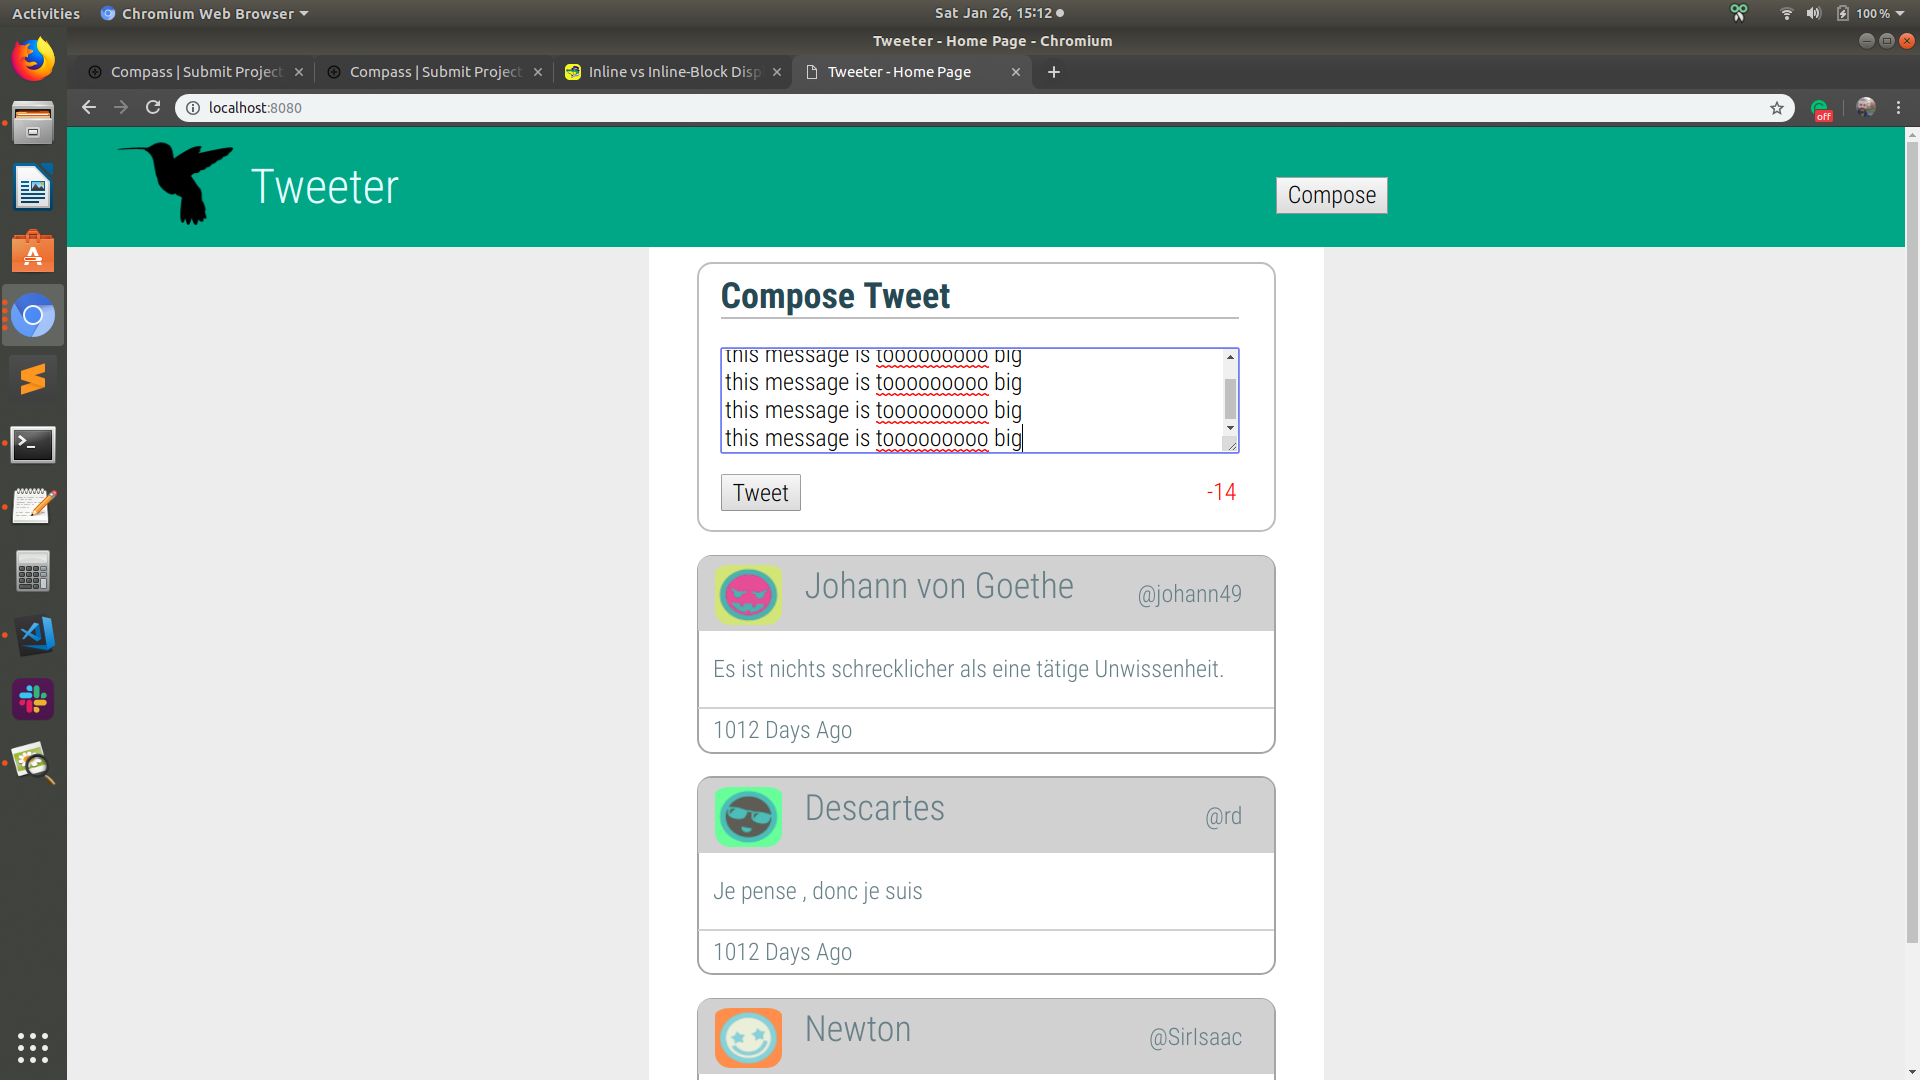 Activities
Chromium Web Browser
Sat Jan 26, 15:12
100 %
Tweeter - Home Page - Chromium
Compass | Submit Project
Compass | Submit Project
Inline vs Inline-Block Disp
Tweeter - Home Page
localhost:8080
off
Tweeter
Compose
Compose Tweet
this message is tooooooooo big
this message is tooooooooo big
this message is tooooooooo big
this message is tooooooooo big
Tweet
-14
Johann von Goethe
@johann49
Es ist nichts schrecklicher als eine tätige Unwissenheit.
1012 Days Ago
Descartes
@rd
Je pense , donc je suis
1012 Days Ago
Newton
@SirIsaac